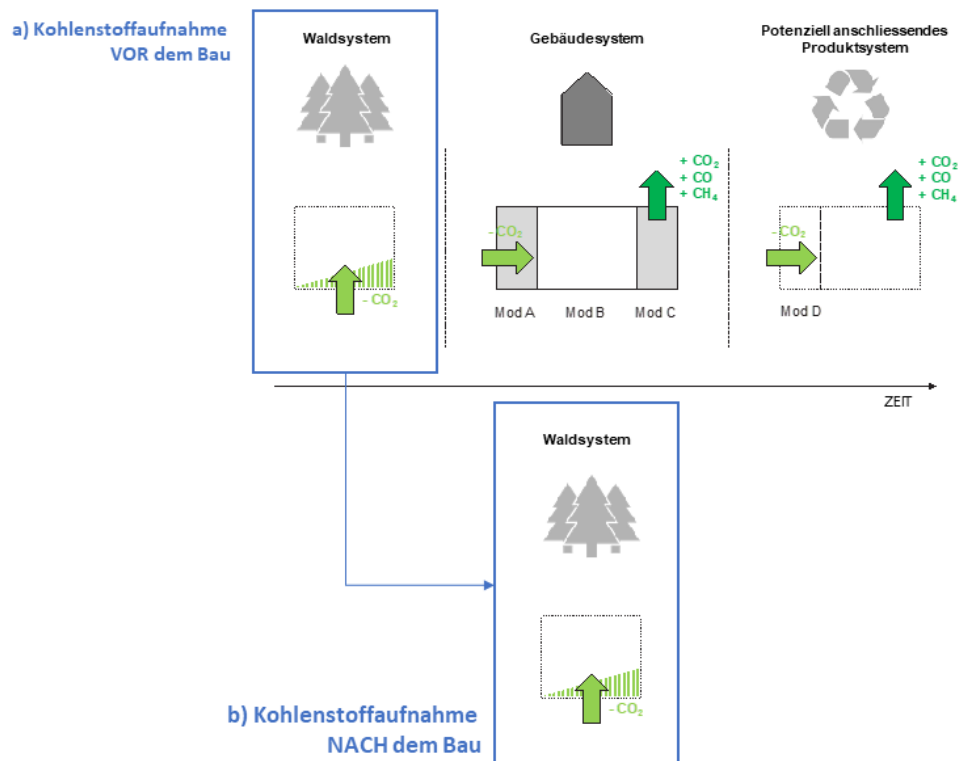 a) Kohlenstoffaufnahme
VOR dem Bau
Waldsystem
- CO₂
Gebäudesystem
+ CO₂
+ CO
+ CH₄
- CO₂
Mod A
Mod B
Mod C
Potenziell anschliessendes
Produktsystem
+ CO₂
+ CO
+ CH₄
- CO₂
Mod D
ZEIT
Waldsystem
- CO₂
b) Kohlenstoffaufnahme
NACH dem Bau